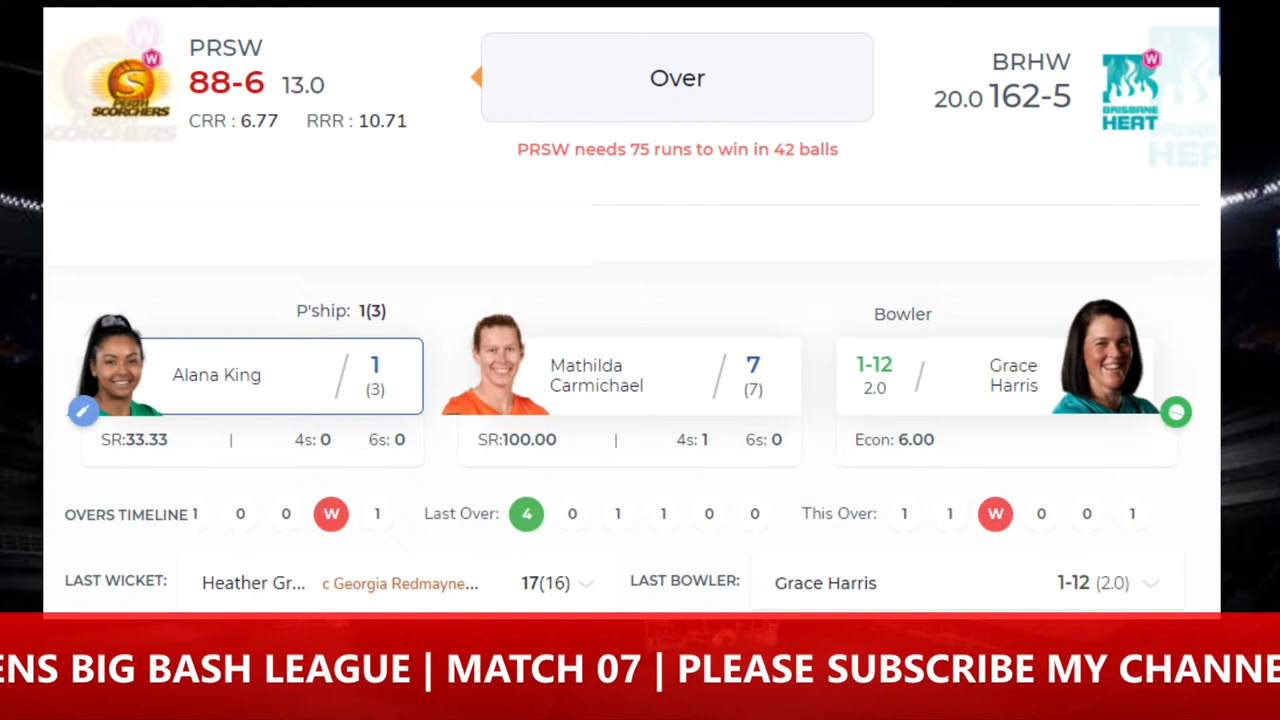 PRSW
88-6 13.0
CRR : 6.77 RRR : 10.71
W
W
PERTH
SCORCHERS
SCORCHERS
Over
PRSW needs 75 runs to win in 42 balls
BRHW
20.0 162-5
W
BRISBANE
HEAT
HEAT
P'ship: 1(3)
Alana King / 1
(3)
SR:33.33 | 4s: 0 6s: 0
Mathilda
Carmichael / 7
(7)
SR:100.00 | 4s: 1 6s: 0
Bowler
1-12 / Grace
2.0 Harris
Econ: 6.00
OVERS TIMELINE 1 0 0 W 1 Last Over: 4 0 1 1 0 0 This Over: 1 1 W 0 0 1
LAST WICKET: Heather Gr... c Georgia Redmayne... 17(16) LAST BOWLER: Grace Harris 1-12 (2.0)
ENS BIG BASH LEAGUE | MATCH 07 | PLEASE SUBSCRIBE MY CHANNE